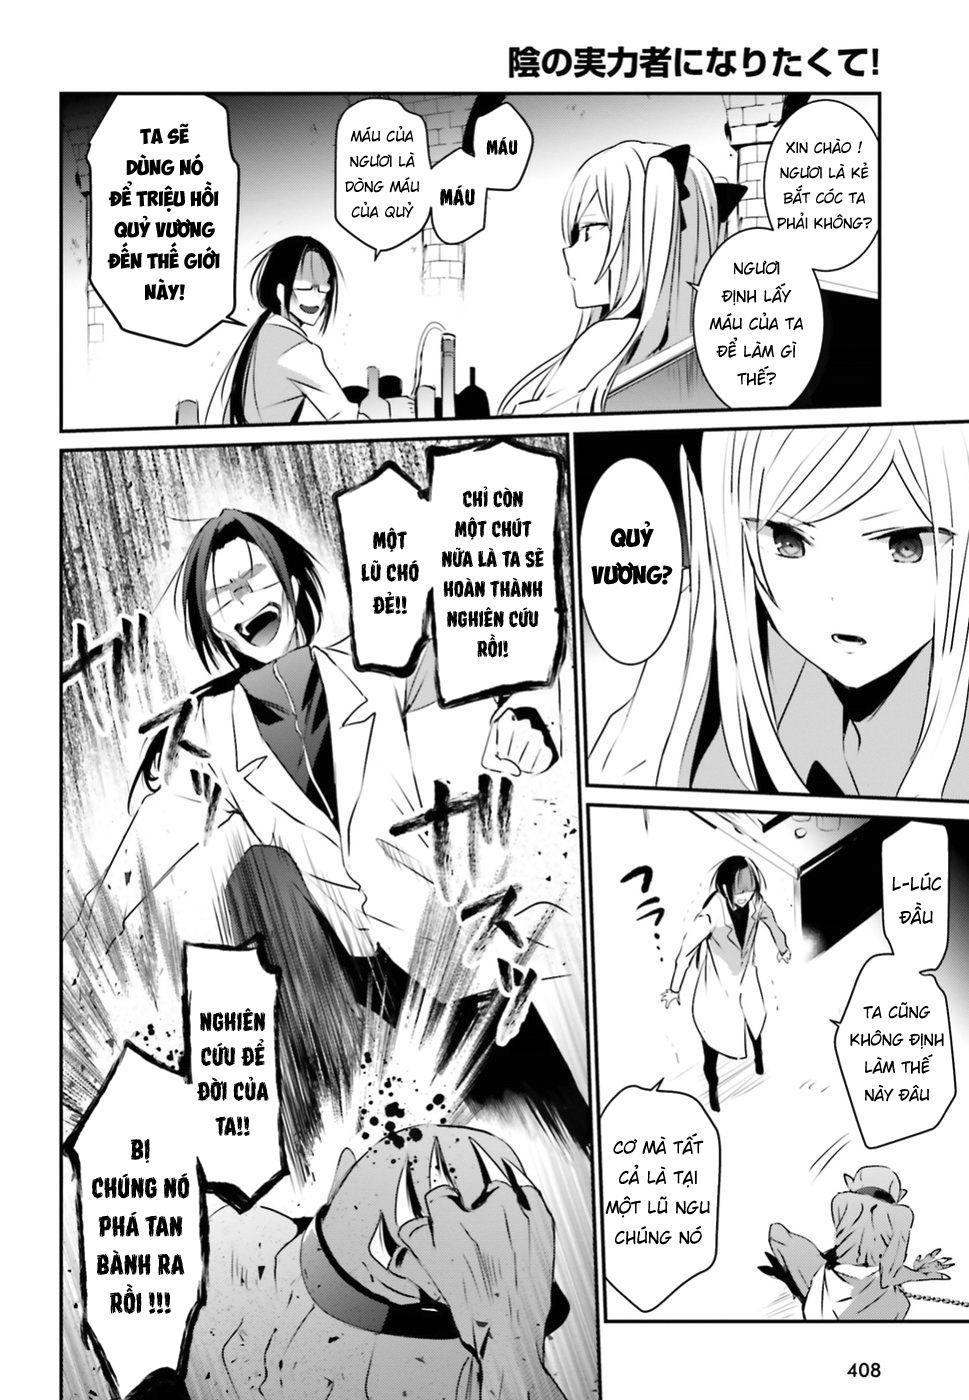 陰の実力者になりたくて!
XIN CHÀO !
NGƯƠI LÀ KẺ
BẮT CÓC TA
PHẢI KHÔNG?
NGƯƠI
ĐỊNH LẤY
MÁU CỦA TA
ĐỂ LÀM GÌ
THẾ?
MÁU
MÁU
MÁU CỦA
NGƯƠI LÀ
DÒNG MÁU
CỦA QUỶ
TA SẼ
DÙNG NÓ
ĐỂ TRIỆU HỒI
QUỶ VƯƠNG
ĐẾN THẾ GIỚI
NÀY!
QUỶ
VƯƠNG?
CHỈ CÒN
MỘT CHÚT
NỮA LÀ TA SẼ
HOÀN THÀNH
NGHIÊN CỨU
RỒI!
MỘT
LŨ CHÓ
ĐẺ!!
L-LÚC
ĐẦU
TA CŨNG
KHÔNG ĐỊNH
LÀM THẾ
NÀY ĐÂU
CƠ MÀ TẤT
CẢ LÀ TẠI
MỘT LŨ NGU
CHÚNG NÓ
NGHIÊN
CỨU ĐỂ
ĐỜI CỦA
TA!!
BỊ
CHÚNG NÓ
PHÁ TAN
BÀNH RA
RỒI !!!
408